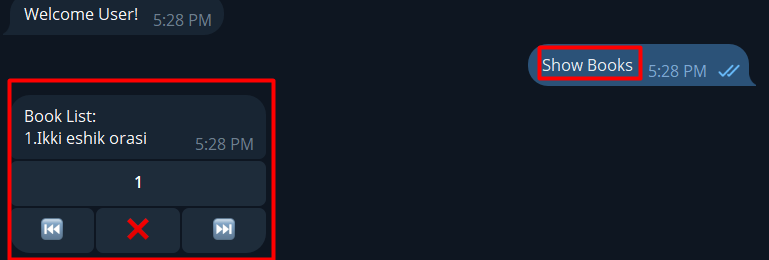 Welcome User! 5:28 PM
Show Books 5:28 PM
Book List:
1.Ikki eshik orasi 5:28 PM
1